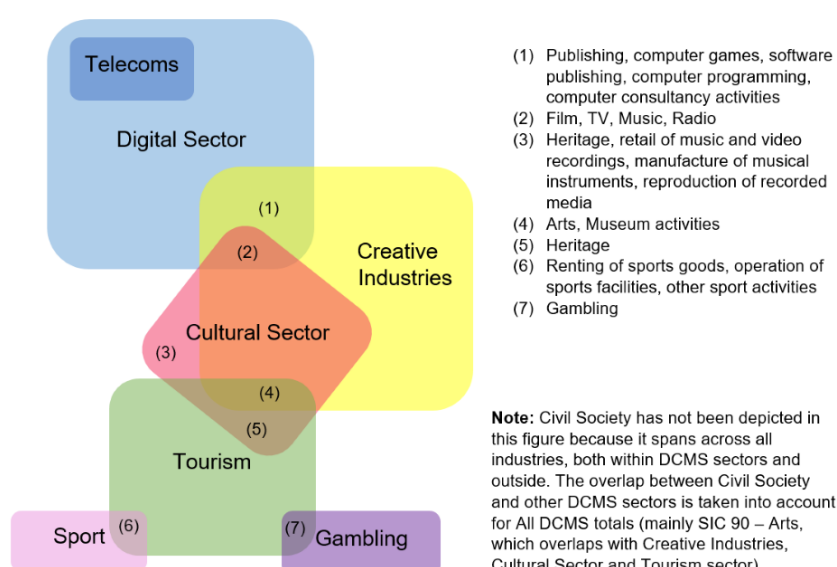 Telecoms
Digital Sector
(1)
(2)
Creative
Industries
Cultural Sector
(3)
(4)
(5)
Tourism
Sport
(6)
(7)
Gambling
(1) Publishing, computer games, software
publishing, computer programming,
computer consultancy activities
(2) Film, TV, Music, Radio
(3) Heritage, retail of music and video
recordings, manufacture of musical
instruments, reproduction of recorded
media
(4) Arts, Museum activities
(5) Heritage
(6) Renting of sports goods, operation of
sports facilities, other sport activities
(7) Gambling
Note: Civil Society has not been depicted in
this figure because it spans across all
industries, both within DCMS sectors and
outside. The overlap between Civil Society
and other DCMS sectors is taken into account
for All DCMS totals (mainly SIC 90 – Arts,
which overlaps with Creative Industries,
Cultural Sector and Tourism sector)